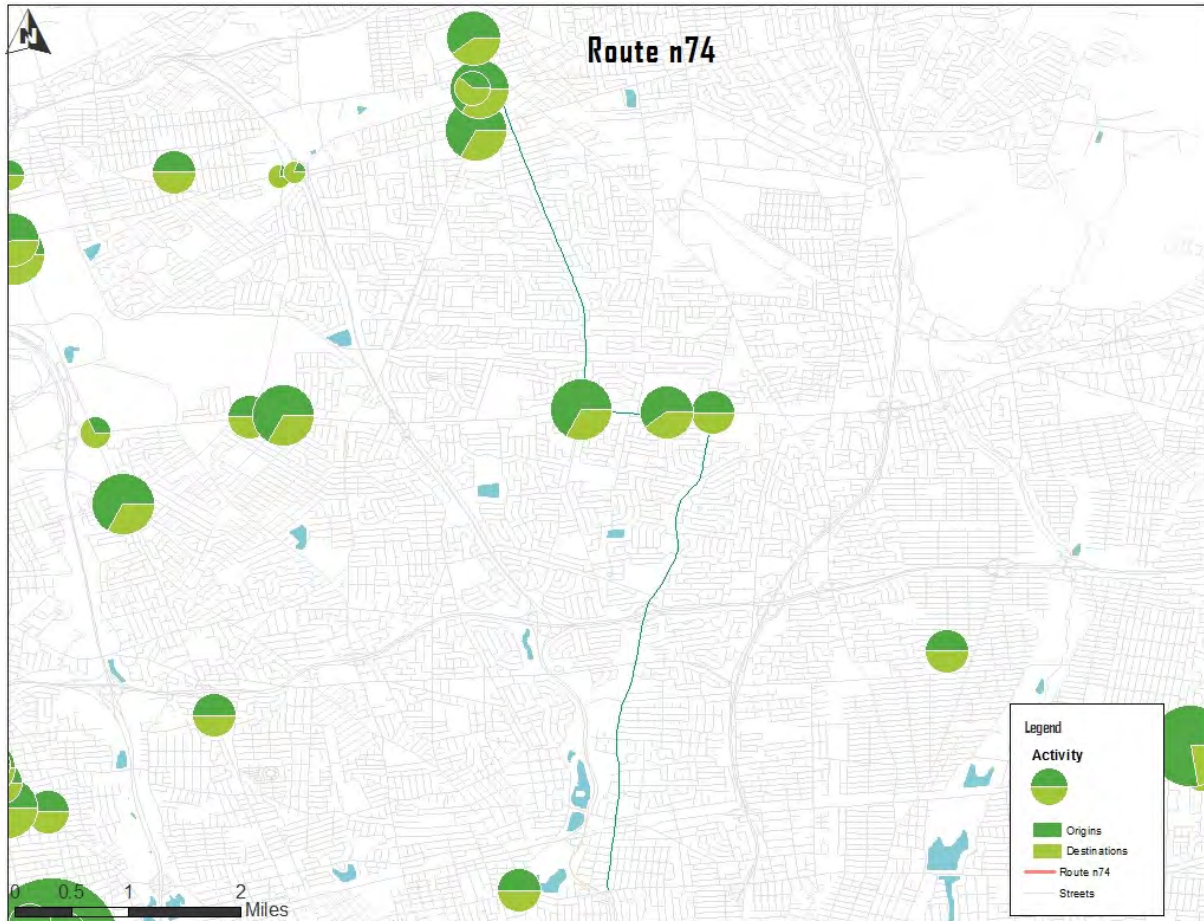 N
Route n74
Legend
Activity
Origins
Destinations
Route n74
Streets
0 0.5 1 2
Miles